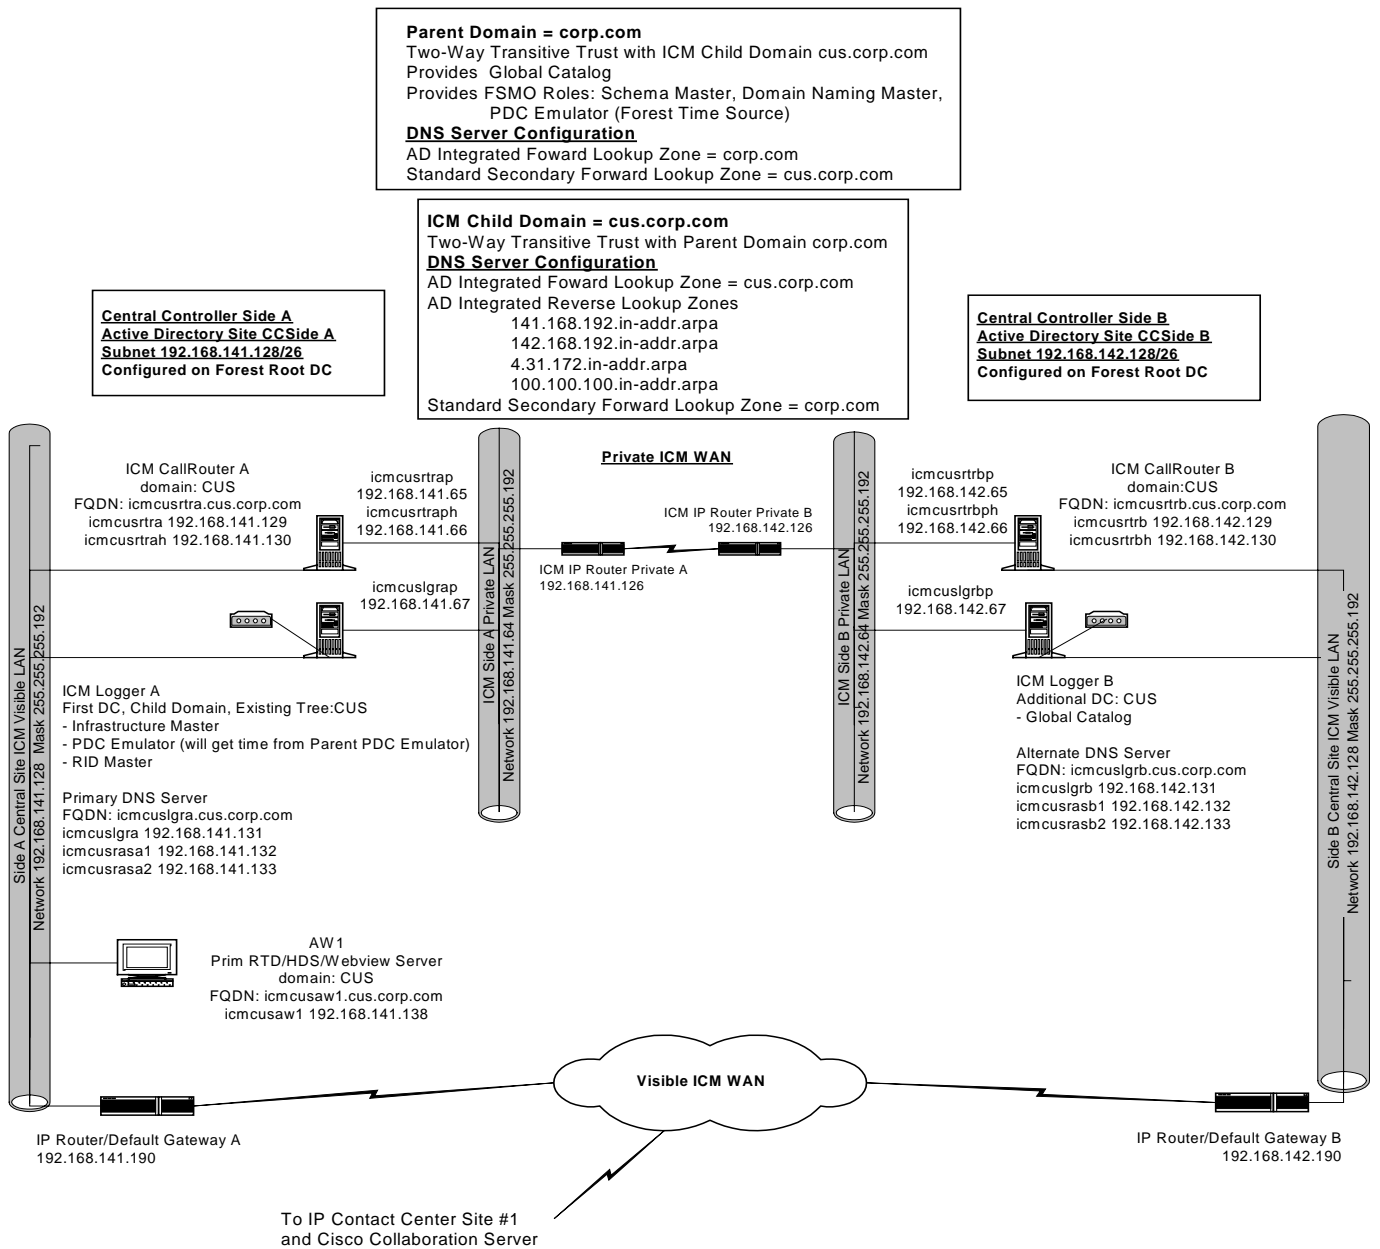 Parent Domain = corp.com
Two-Way Transitive Trust with ICM Child Domain cus.corp.com
Provides Global Catalog
Provides FSMO Roles: Schema Master, Domain Naming Master,
PDC Emulator (Forest Time Source)
DNS Server Configuration
AD Integrated Foward Lookup Zone = corp.com
Standard Secondary Forward Lookup Zone = cus.corp.com
ICM Child Domain = cus.corp.com
Two-Way Transitive Trust with Parent Domain corp.com
DNS Server Configuration
AD Integrated Foward Lookup Zone = cus.corp.com
AD Integrated Reverse Lookup Zones
141.168.192.in-addr.arpa
142.168.192.in-addr.arpa
4.31.172.in-addr.arpa
100.100.100.in-addr.arpa
Standard Secondary Forward Lookup Zone = corp.com
Central Controller Side A
Active Directory Site CCSide A
Subnet 192.168.141.128/26
Configured on Forest Root DC
Central Controller Side B
Active Directory Site CCSide B
Subnet 192.168.142.128/26
Configured on Forest Root DC
Side A Central Site ICM Visible LAN
Network 192.168.141.128 Mask 255.255.255.192
ICM CallRouter A
domain: CUS
FQDN: icmcusrtra.cus.corp.com
icmcusrtra 192.168.141.129
icmcusrtrah 192.168.141.130
icmcusrtrap
192.168.141.65
icmcusrtraph
192.168.141.66
icmcuslgrap
192.168.141.67
ICM Side A Private LAN
Network 192.168.141.64 Mask 255.255.255.192
Private ICM WAN
ICM IP Router Private B
192.168.142.126
ICM IP Router Private A
192.168.141.126
ICM Side B Private LAN
Network 192.168.142.64 Mask 255.255.255.192
icmcusrtrbp
192.168.142.65
icmcusrtrbph
192.168.142.66
icmcuslgrbp
192.168.142.67
ICM CallRouter B
domain:CUS
FQDN: icmcusrtrb.cus.corp.com
icmcusrtrb 192.168.142.129
icmcusrtrbh 192.168.142.130
Side B Central Site ICM Visible LAN
Network 192.168.142.128 Mask 255.255.255.192
ICM Logger A
First DC, Child Domain, Existing Tree:CUS
- Infrastructure Master
- PDC Emulator (will get time from Parent PDC Emulator)
- RID Master
Primary DNS Server
FQDN: icmcuslgra.cus.corp.com
icmcuslgra 192.168.141.131
icmcusrasa1 192.168.141.132
icmcusrasa2 192.168.141.133
ICM Logger B
Additional DC: CUS
- Global Catalog
Alternate DNS Server
FQDN: icmcuslgrb.cus.corp.com
icmcuslgrb 192.168.142.131
icmcusrasb1 192.168.142.132
icmcusrasb2 192.168.142.133
AW1
Prim RTD/HDS/Webview Server
domain: CUS
FQDN: icmcusaw1.cus.corp.com
icmcusaw1 192.168.141.138
Visible ICM WAN
IP Router/Default Gateway A
192.168.141.190
IP Router/Default Gateway B
192.168.142.190
To IP Contact Center Site #1
and Cisco Collaboration Server